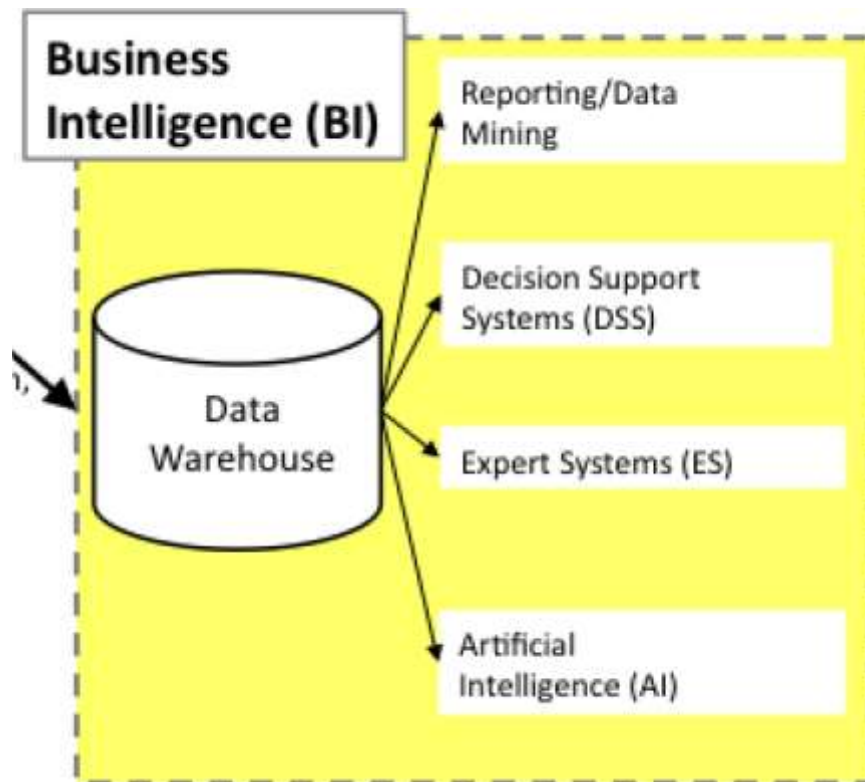 Business
Intelligence (BI)
Reporting/Data
Mining
Decision Support
Systems (DSS)
Data
Warehouse
Expert Systems (ES)
Artificial
Intelligence (AI)